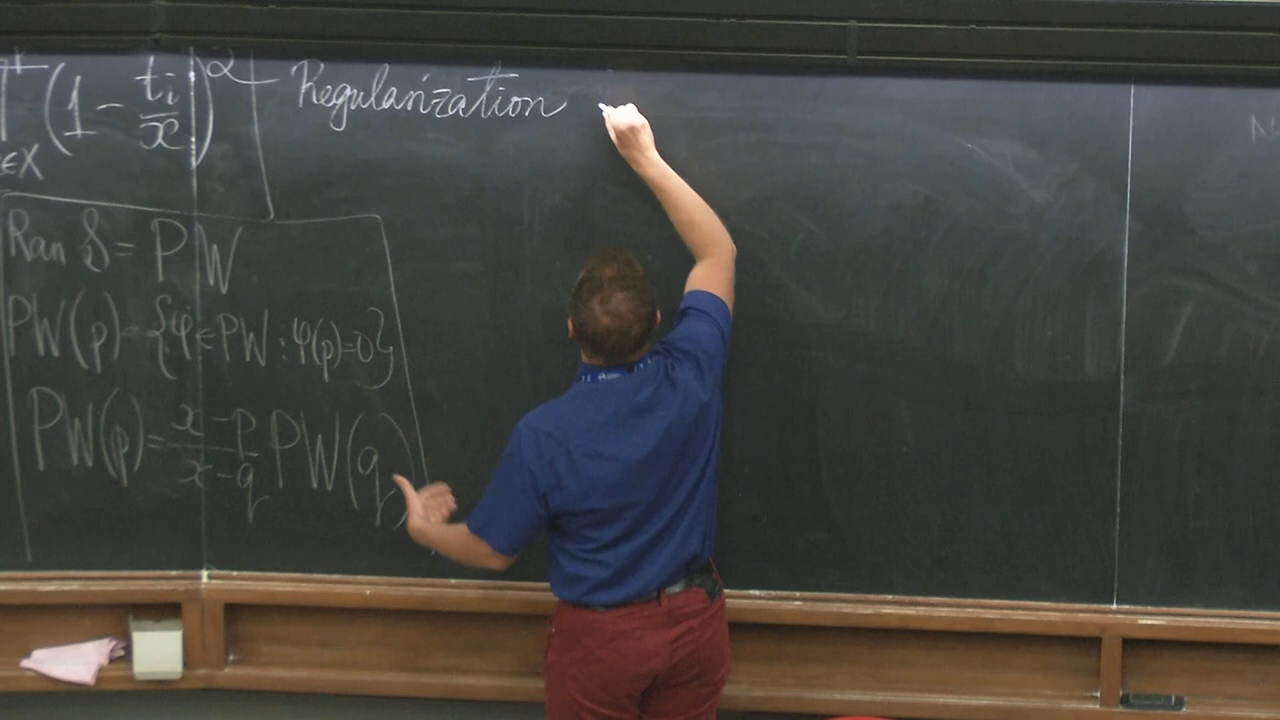 ∏ (1 - tᵢ/x)^α Regularization
∈X
Ran S = PW
PW(p) = {φ ∈ PW : φ(p)=0}
PW(p) = x-p/x-q PW(q)
N